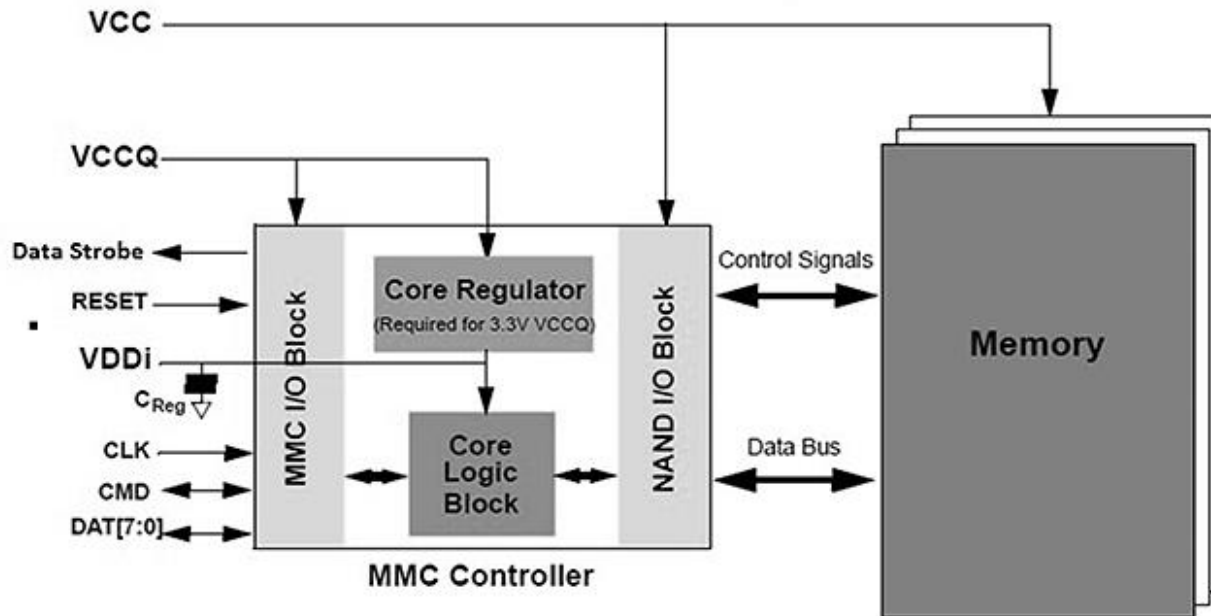 VCC
VCCQ
Data Strobe
RESET
VDDi
CReg
CLK
CMD
DAT[7:0]
MMC I/O Block
Core Regulator
(Required for 3.3V VCCQ)
Core
Logic
Block
NAND I/O Block
MMC Controller
Control Signals
Data Bus
Memory